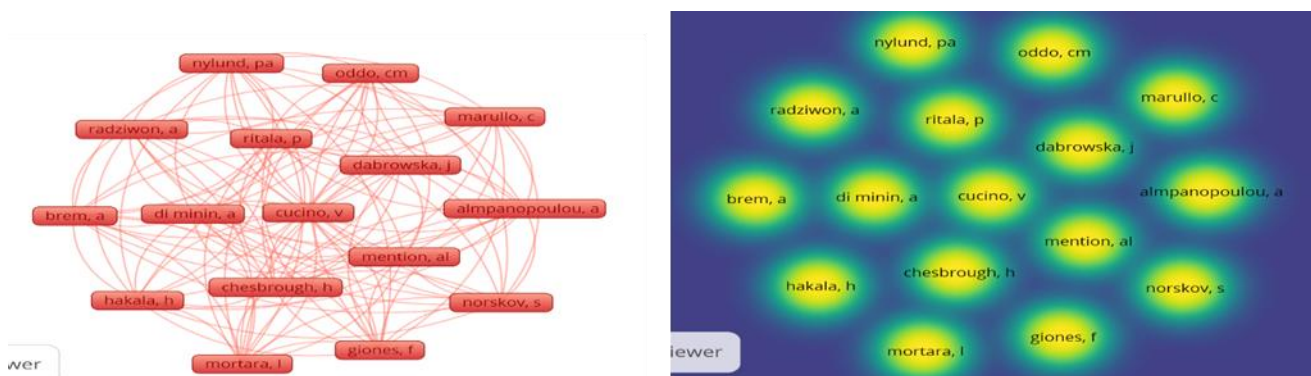 nylund, pa
oddo, cm
marullo, c
radziwon, a
ritala, p
dabrowska, j
brem, a
di minin, a
cucino, v
almpanopoulou, a
mention, al
chesbrough, h
hakala, h
norskov, s
giones, f
mortara, l
wer
nylund, pa
oddo, cm
marullo, c
radziwon, a
ritala, p
dabrowska, j
brem, a
di minin, a
cucino, v
almpanopoulou, a
mention, al
chesbrough, h
hakala, h
norskov, s
giones, f
mortara, l
iewer